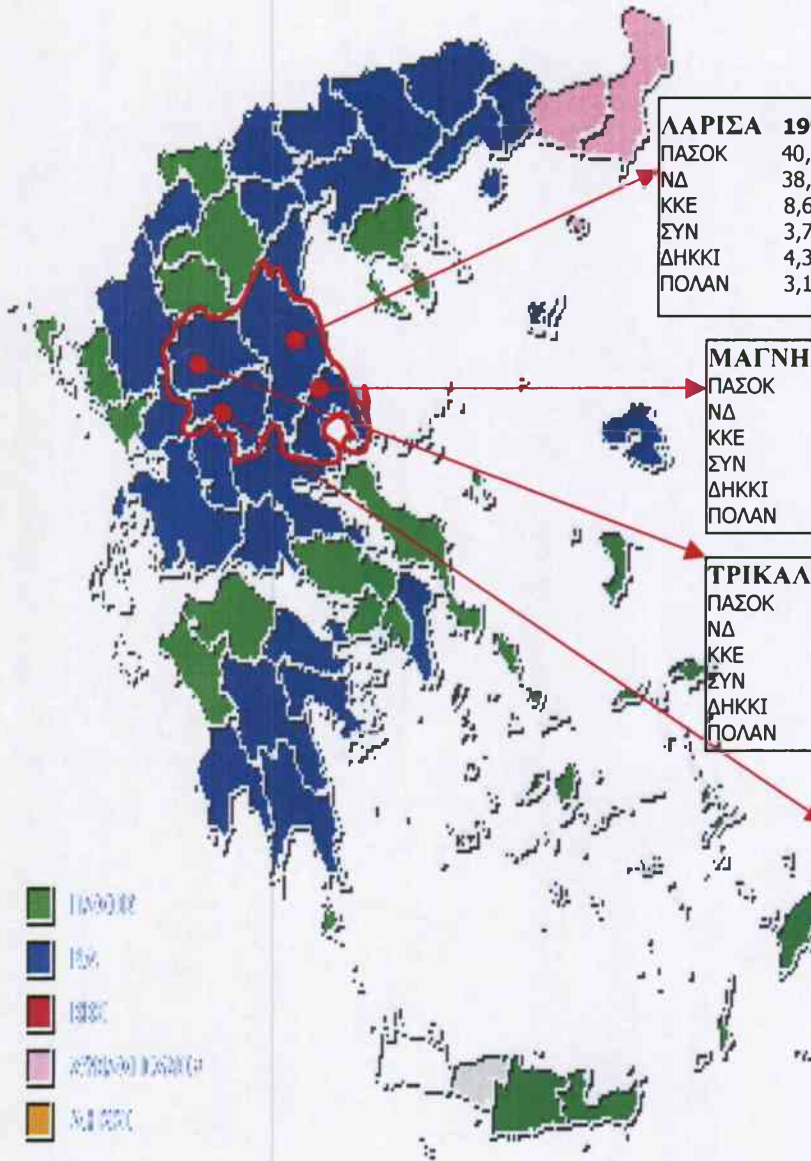 ΛΑΡΙΣΑ 19
ΠΑΣΟΚ 40,
ΝΔ 38,
ΚΚΕ 8,6
ΣΥΝ 3,7
ΔΗΚΚΙ 4,3
ΠΟΛΑΝ 3,1
ΜΑΓΝΗ
ΠΑΣΟΚ
ΝΔ
ΚΚΕ
ΣΥΝ
ΔΗΚΚΙ
ΠΟΛΑΝ
ΤΡΙΚΑΛ
ΠΑΣΟΚ
ΝΔ
ΚΚΕ
ΣΥΝ
ΔΗΚΚΙ
ΠΟΛΑΝ